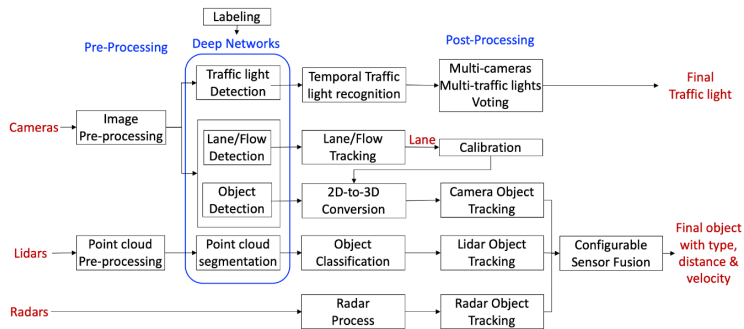 Labeling
Pre-Processing
Deep Networks
Post-Processing
Traffic light
Detection
Temporal Traffic
light recognition
Multi-cameras
Multi-traffic lights
Voting
Final
Traffic light
Cameras
Image
Pre-processing
Lane/Flow
Detection
Lane/Flow
Tracking
Lane
Calibration
Object
Detection
2D-to-3D
Conversion
Camera Object
Tracking
Lidars
Point cloud
Pre-processing
Point cloud
segmentation
Object
Classification
Lidar Object
Tracking
Configurable
Sensor Fusion
Final object
with type,
distance &
velocity
Radars
Radar
Process
Radar Object
Tracking